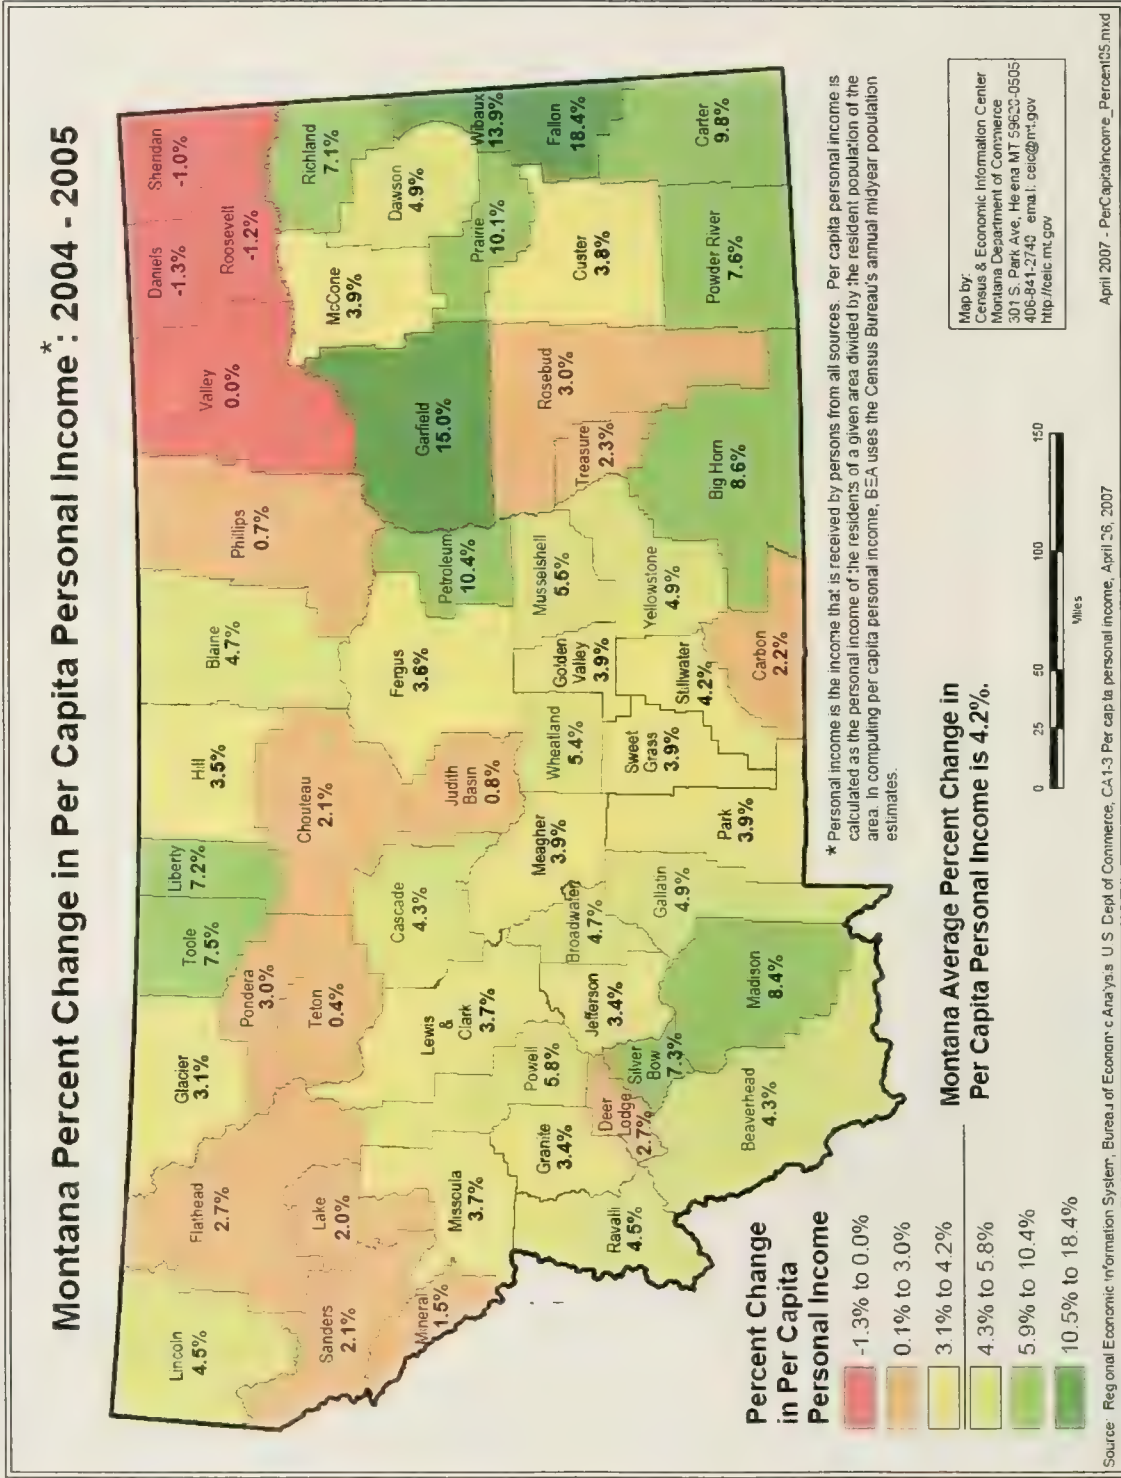 Montana Percent Change in Per Capita Personal Income* : 2004 - 2005
Lincoln
4.5%
Flathead
2.7%
Glacier
3.1%
Toole
7.5%
Liberty
7.2%
Hill
3.5%
Blaine
4.7%
Phillips
0.7%
Valley
0.0%
Daniels
-1.3%
Sheridan
-1.0%
Roosevelt
-1.2%
Sanders
2.1%
Lake
2.0%
Pondera
3.0%
Teton
0.4%
Chouteau
2.1%
Richland
7.1%
McCone
3.9%
Dawson
4.9%
Mineral
1.5%
Missoula
3.7%
Lewis
&
Clark
3.7%
Cascade
4.3%
Judith
Basin
0.8%
Fergus
3.6%
Petroleum
10.4%
Garfield
15.0%
Prairie
10.1%
Wibaux
13.9%
Powell
5.8%
Granite
3.4%
Ravalli
4.5%
Deer
Lodge
2.7%
Silver
Bow
7.3%
Jefferson
3.4%
Broadwater
4.7%
Meagher
3.9%
Wheatland
5.4%
Golden
Valley
3.9%
Musselshell
5.5%
Treasure
2.3%
Rosebud
3.0%
Custer
3.8%
Fallon
18.4%
Beaverhead
4.3%
Madison
8.4%
Gallatin
4.9%
Park
3.9%
Sweet
Grass
3.9%
Stillwater
4.2%
Yellowstone
4.9%
Carbon
2.2%
Big Horn
8.6%
Powder River
7.6%
Carter
9.8%
* Personal income is the income that is received by persons from all sources. Per capita personal income is
calculated as the personal income of the residents of a given area divided by the resident population of the
area. In computing per capita personal income, BEA uses the Census Bureau's annual midyear population
estimates.
Percent Change
in Per Capita
Personal Income
-1.3% to 0.0%
0.1% to 3.0%
3.1% to 4.2%
4.3% to 5.8%
5.9% to 10.4%
10.5% to 18.4%
Montana Average Percent Change in
Per Capita Personal Income is 4.2%.
0 25 50 100 150
Miles
Map by:
Census & Economic Information Center
Montana Department of Commerce
301 S. Park Ave, Helena MT 59620-0505
406-841-2740 email: ceic@mt.gov
http://ceic.mt.gov
Source: Regional Economic Information System, Bureau of Economic Analysis U.S. Dept of Commerce, CA1-3 Per capita personal income, April 26, 2007
April 2007 - PerCapitaIncome_Percent05.mxd